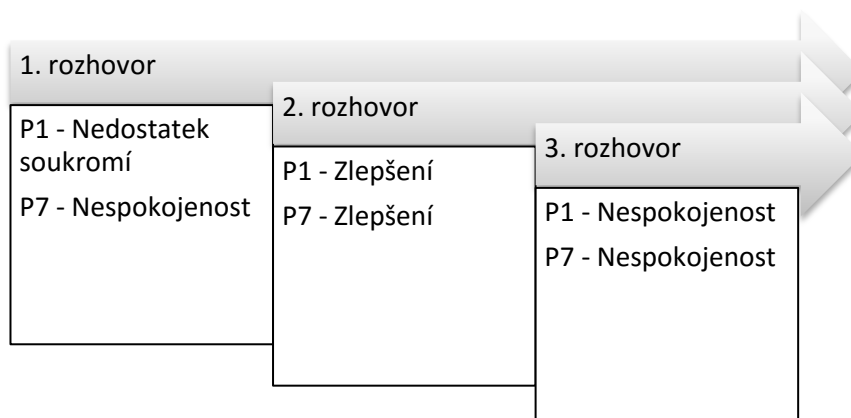 1. rozhovor
P1 - Nedostatek
soukromí
P7 - Nespokojenost
2. rozhovor
P1 - Zlepšení
P7 - Zlepšení
3. rozhovor
P1 - Nespokojenost
P7 - Nespokojenost